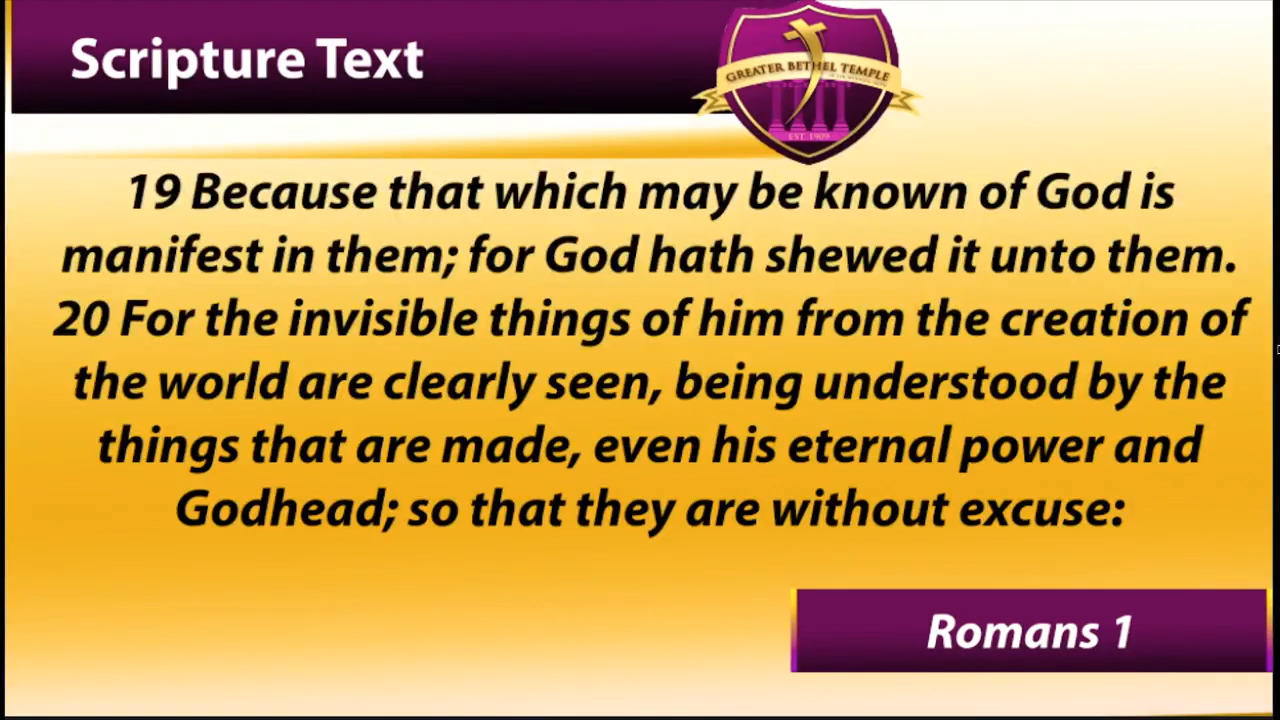 Scripture Text
GREATER BETHEL TEMPLE
EST. 1909
19 Because that which may be known of God is
manifest in them; for God hath shewed it unto them.
20 For the invisible things of him from the creation of
the world are clearly seen, being understood by the
things that are made, even his eternal power and
Godhead; so that they are without excuse:
Romans 1